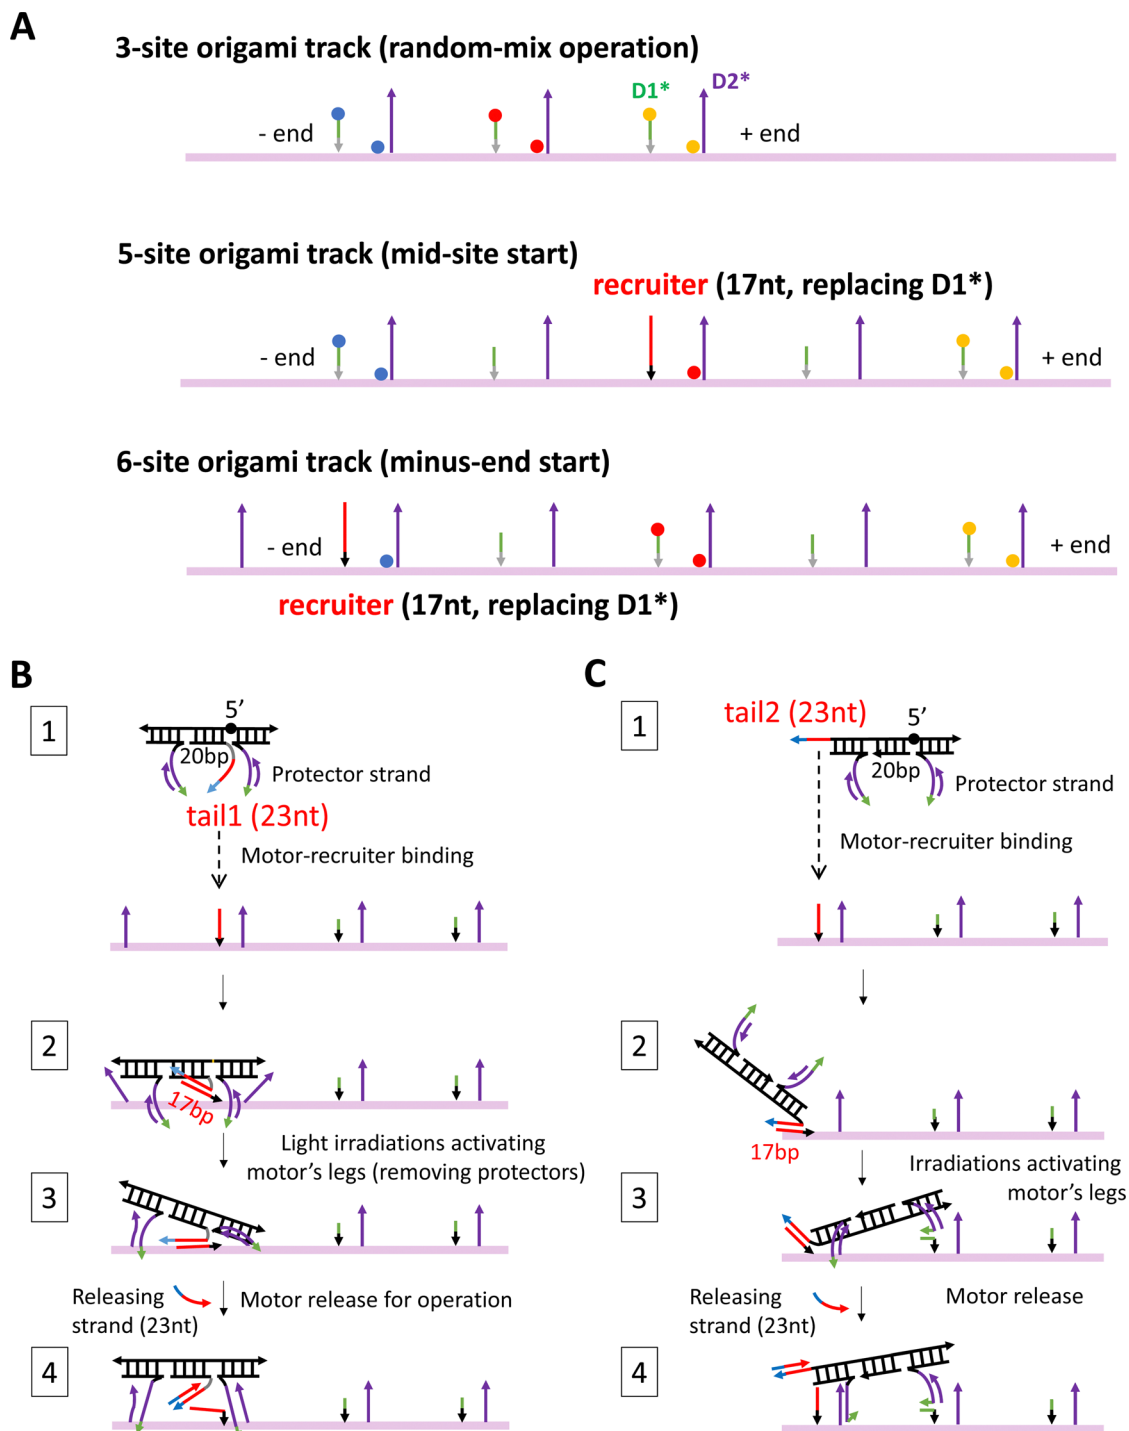 A
3-site origami track (random-mix operation)
D1* D2*
- end + end
5-site origami track (mid-site start)
recruiter (17nt, replacing D1*)
- end + end
6-site origami track (minus-end start)
- end + end
recruiter (17nt, replacing D1*)
B
1
5’
20bp
Protector strand
tail1 (23nt)
Motor-recruiter binding
2
17bp
Light irradiations activating
motor’s legs (removing protectors)
3
Releasing
strand (23nt)
Motor release for operation
4
C
1
tail2 (23nt)
5’
20bp
Protector strand
Motor-recruiter binding
2
17bp
Irradiations activating
motor’s legs
3
Releasing
strand (23nt)
Motor release
4